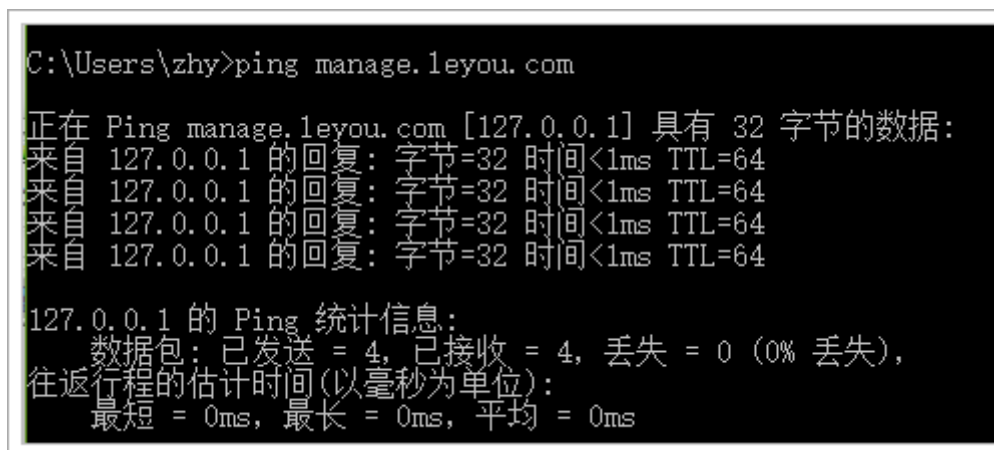 C:\Users\zhy>ping manage.leyou.com
正在 Ping manage.leyou.com [127.0.0.1] 具有 32 字节的数据:
来自 127.0.0.1 的回复: 字节=32 时间<1ms TTL=64
来自 127.0.0.1 的回复: 字节=32 时间<1ms TTL=64
来自 127.0.0.1 的回复: 字节=32 时间<1ms TTL=64
来自 127.0.0.1 的回复: 字节=32 时间<1ms TTL=64
127.0.0.1 的 Ping 统计信息:
数据包: 已发送 = 4, 已接收 = 4, 丢失 = 0 (0% 丢失),
往返行程的估计时间(以毫秒为单位):
最短 = 0ms, 最长 = 0ms, 平均 = 0ms